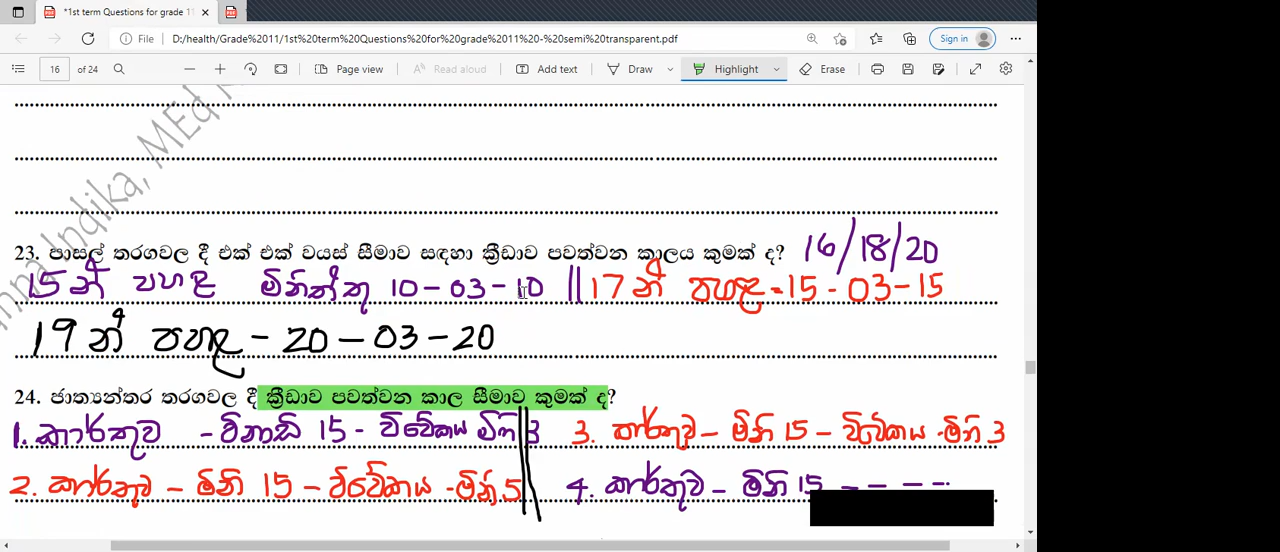 *1st term Questions for grade 11
File D:/health/Grade%2011/1st%20term%20Questions%20for%20grade%2011%20-%20semi%20transparent.pdf Sign in
16 of 24 Page view Read aloud Add text Draw Highlight Erase
Indika, MEd
23. පාසල් තරගවල දී එක් එක් වයස් සීමාව සඳහා ක්‍රීඩාව පවත්වන කාලය කුමක් ද? 16/18/20
15න් පහළ මිනිත්තු 10-03-10 || 17න් පහළ = 15-03-15
19න් පහළ - 20-03-20
24. ජාත්‍යන්තර තරගවල දී ක්‍රීඩාව පවත්වන කාල සීමාව කුමක් ද?
1. කාර්තුව - විනාඩි 15 - විවේකය මිනි 3 3. කාර්තුව - මිනි 15 - විවේකය - මිනි 3
2. කාර්තුව - මිනි 15 - විවේකය - මිනි 5 4. කාර්තුව - මිනි 15 - - - -